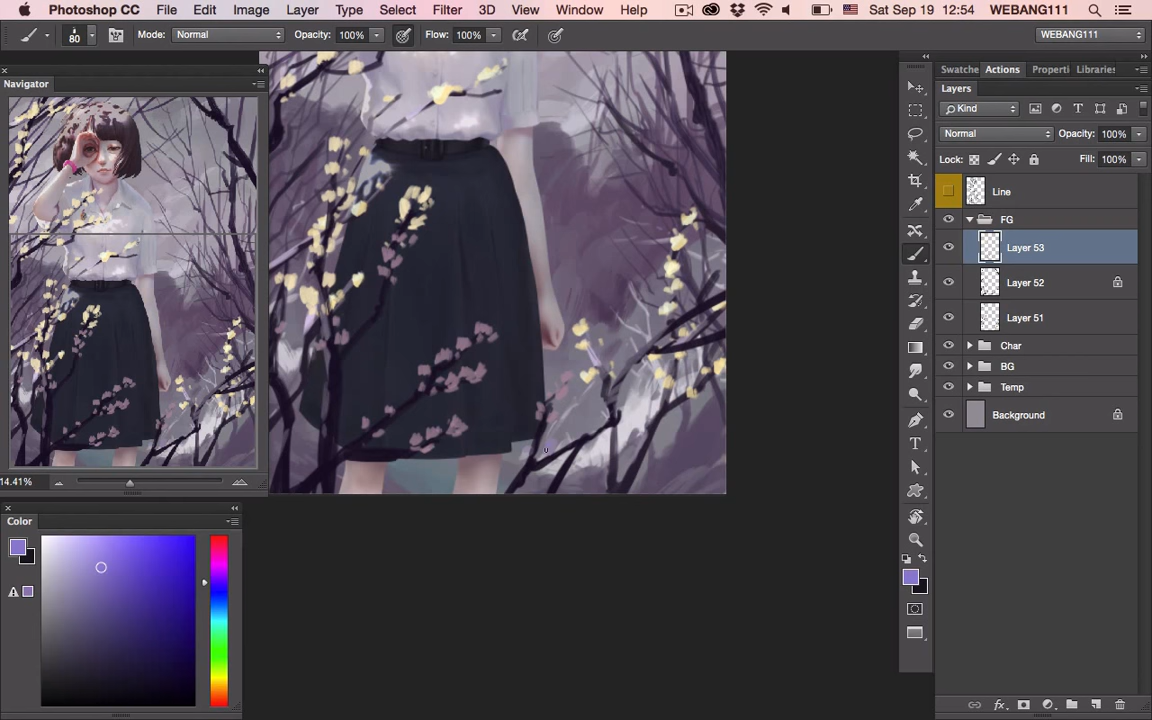 Photoshop CC File Edit Image Layer Type Select Filter 3D View Window Help Sat Sep 19 12:54 WEBANG111
80 Mode: Normal Opacity: 100% Flow: 100% WEBANG111
Navigator
14.41%
Color
Swatche Actions Properti Libraries
Layers
Kind
Normal Opacity: 100%
Lock: Fill: 100%
Line
FG
Layer 53
Layer 52
Layer 51
Char
BG
Temp
Background